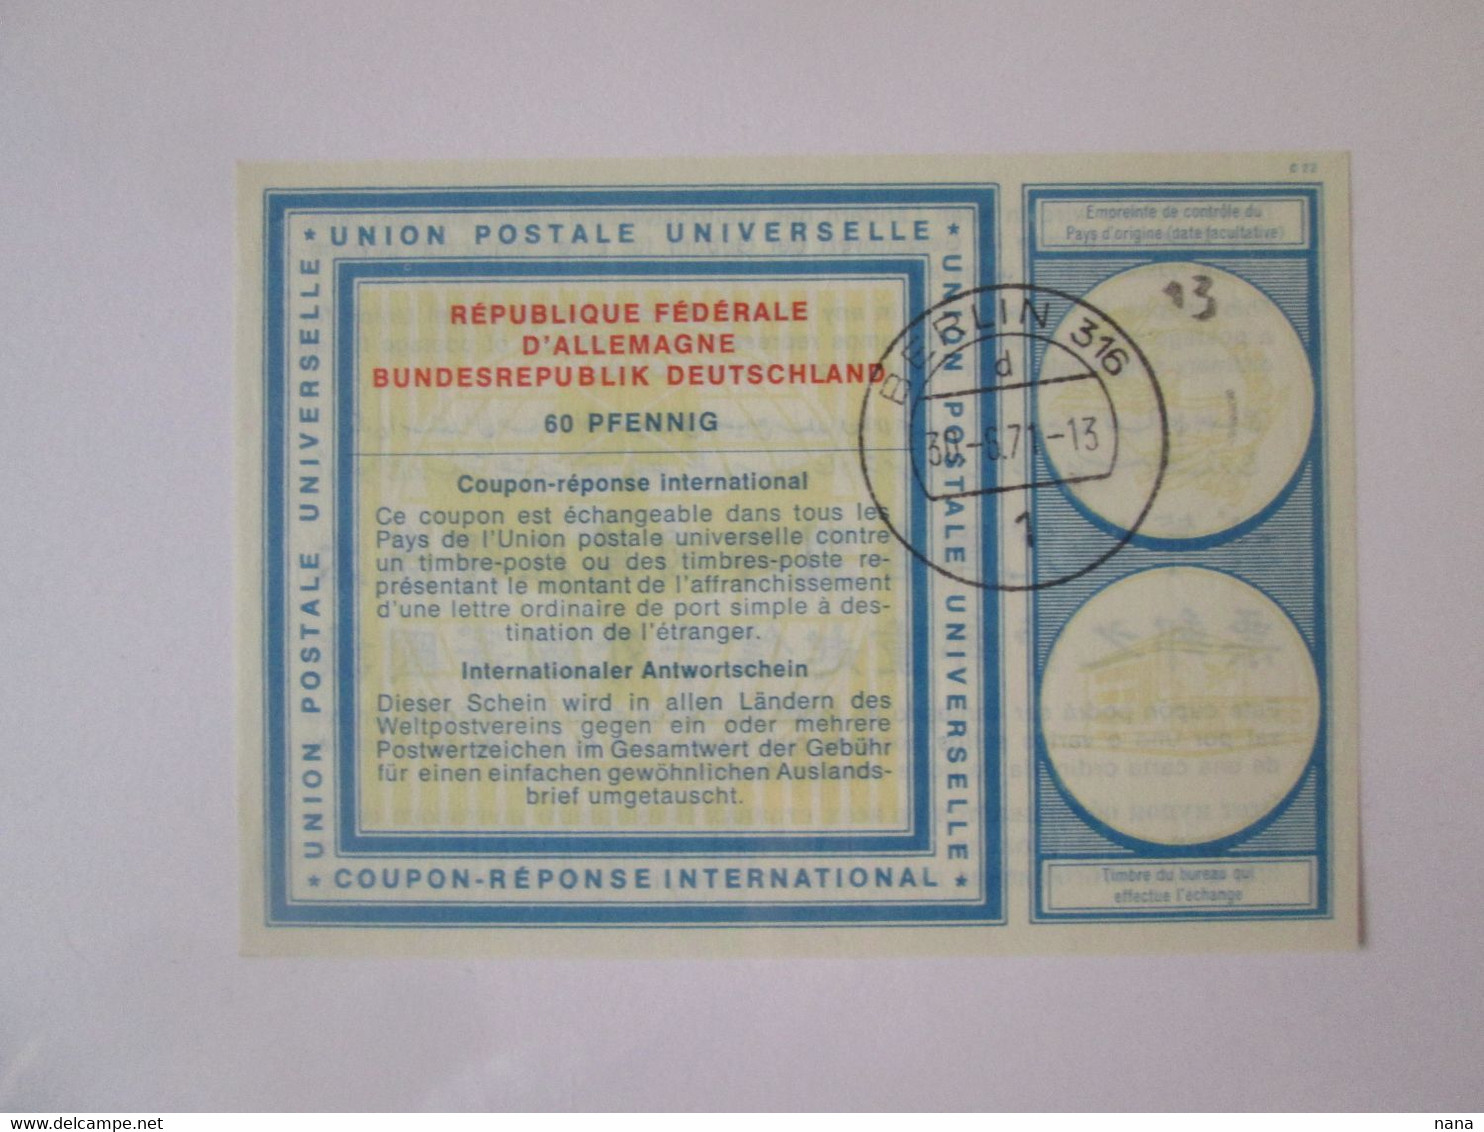 C 22
★ UNION POSTALE UNIVERSELLE ★
UNION POSTALE UNIVERSELLE
UNION POSTALE UNIVERSELLE
RÉPUBLIQUE FÉDÉRALE
D'ALLEMAGNE
BUNDESREPUBLIK DEUTSCHLAND
60 PFENNIG
Coupon-réponse international
Ce coupon est échangeable dans tous les
Pays de l'Union postale universelle contre
un timbre-poste ou des timbres-poste re-
présentant le montant de l'affranchissement
d'une lettre ordinaire de port simple à des-
tination de l'étranger.
Internationaler Antwortschein
Dieser Schein wird in allen Ländern des
Weltpostvereins gegen ein oder mehrere
Postwertzeichen im Gesamtwert der Gebühr
für einen einfachen gewöhnlichen Auslands-
brief umgetauscht.
★ COUPON-RÉPONSE INTERNATIONAL ★
Empreinte de contrôle du
Pays d'origine (date facultative)
13
BERLIN 316
d
30.-6.71-13
1
Timbre du bureau qui
effectue l'échange
delcampe.net
nana